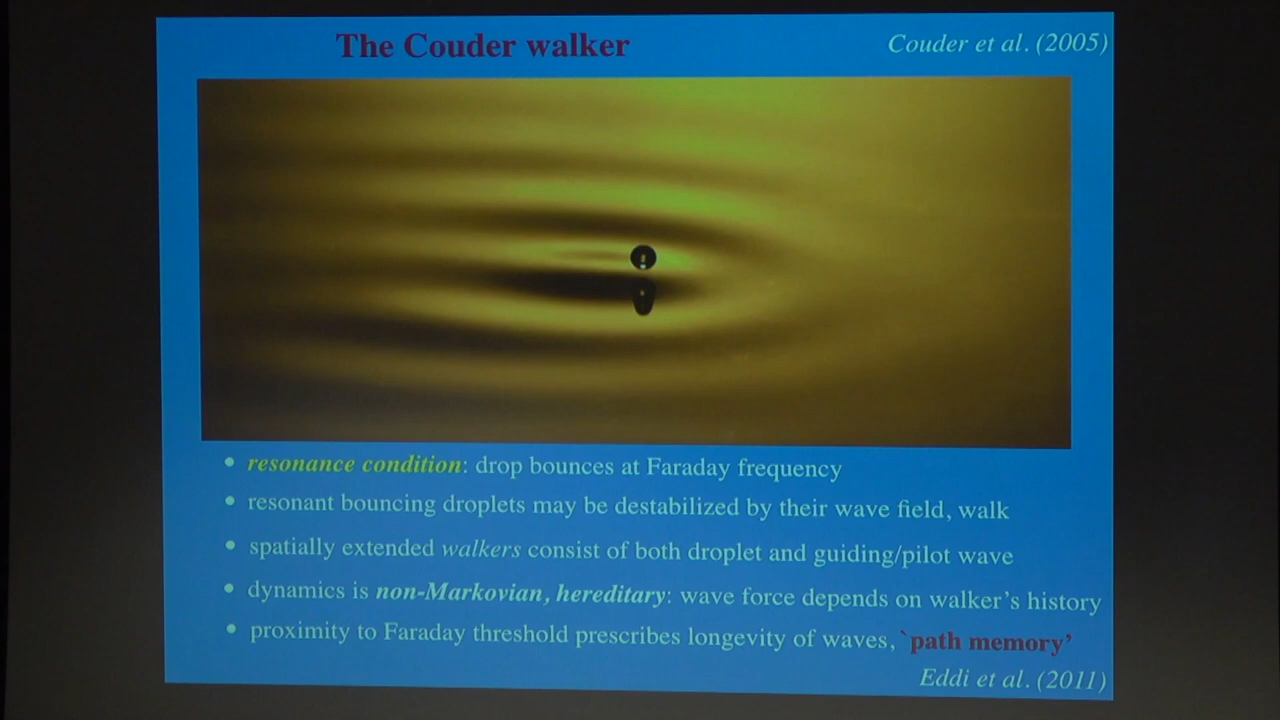 The Couder walker
Couder et al. (2005)
• resonance condition: drop bounces at Faraday frequency
• resonant bouncing droplets may be destabilized by their wave field, walk
• spatially extended walkers consist of both droplet and guiding/pilot wave
• dynamics is non-Markovian, hereditary: wave force depends on walker's history
• proximity to Faraday threshold prescribes longevity of waves, `path memory'
Eddi et al. (2011)